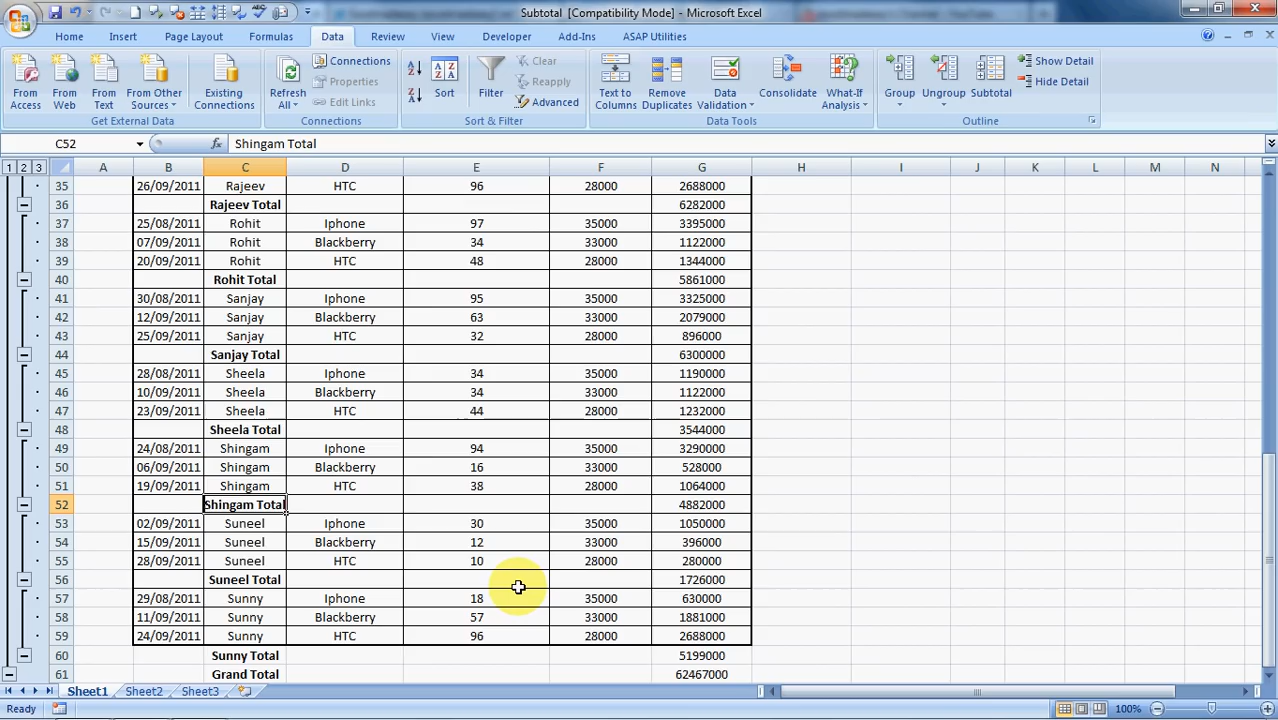 Subtotal [Compatibility Mode] - Microsoft Excel
Home Insert Page Layout Formulas Data Review View Developer Add-Ins ASAP Utilities
From Access From Web From Text From Other Sources Existing Connections Refresh All Connections Properties Edit Links Sort Filter Clear Reapply Advanced Text to Columns Remove Duplicates Data Validation Consolidate What-If Analysis Group Ungroup Subtotal Show Detail Hide Detail
Get External Data Connections Sort & Filter Data Tools Outline
C52 fx Shingam Total
1 2 3 A B C D E F G H I J K L M N
35 26/09/2011 Rajeev HTC 96 28000 2688000
36 Rajeev Total 6282000
37 25/08/2011 Rohit Iphone 97 35000 3395000
38 07/09/2011 Rohit Blackberry 34 33000 1122000
39 20/09/2011 Rohit HTC 48 28000 1344000
40 Rohit Total 5861000
41 30/08/2011 Sanjay Iphone 95 35000 3325000
42 12/09/2011 Sanjay Blackberry 63 33000 2079000
43 25/09/2011 Sanjay HTC 32 28000 896000
44 Sanjay Total 6300000
45 28/08/2011 Sheela Iphone 34 35000 1190000
46 10/09/2011 Sheela Blackberry 34 33000 1122000
47 23/09/2011 Sheela HTC 44 28000 1232000
48 Sheela Total 3544000
49 24/08/2011 Shingam Iphone 94 35000 3290000
50 06/09/2011 Shingam Blackberry 16 33000 528000
51 19/09/2011 Shingam HTC 38 28000 1064000
52 Shingam Total 4882000
53 02/09/2011 Suneel Iphone 30 35000 1050000
54 15/09/2011 Suneel Blackberry 12 33000 396000
55 28/09/2011 Suneel HTC 10 28000 280000
56 Suneel Total 1726000
57 29/08/2011 Sunny Iphone 18 35000 630000
58 11/09/2011 Sunny Blackberry 57 33000 1881000
59 24/09/2011 Sunny HTC 96 28000 2688000
60 Sunny Total 5199000
61 Grand Total 62467000
Sheet1 Sheet2 Sheet3
Ready 100%